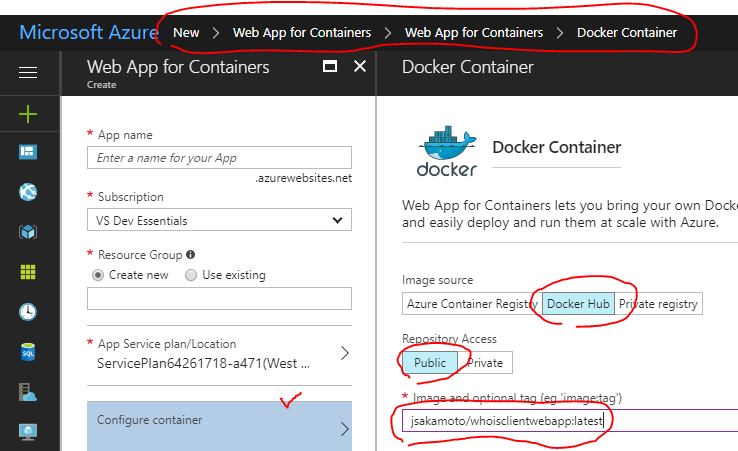 Microsoft Azure New > Web App for Containers > Web App for Containers > Docker Container
Web App for Containers
Create
* App name
Enter a name for your App
.azurewebsites.net
* Subscription
VS Dev Essentials
* Resource Group
Create new Use existing
* App Service plan/Location
ServicePlan64261718-a471(West ...
Configure container
Docker Container
docker
Docker Container
Web App for Containers lets you bring your own Docke
and easily deploy and run them at scale with Azure.
Image source
Azure Container Registry Docker Hub Private registry
Repository Access
Public Private
* Image and optional tag (eg.'image:tag')
jsakamoto/whoisclientwebapp:latest
SQL